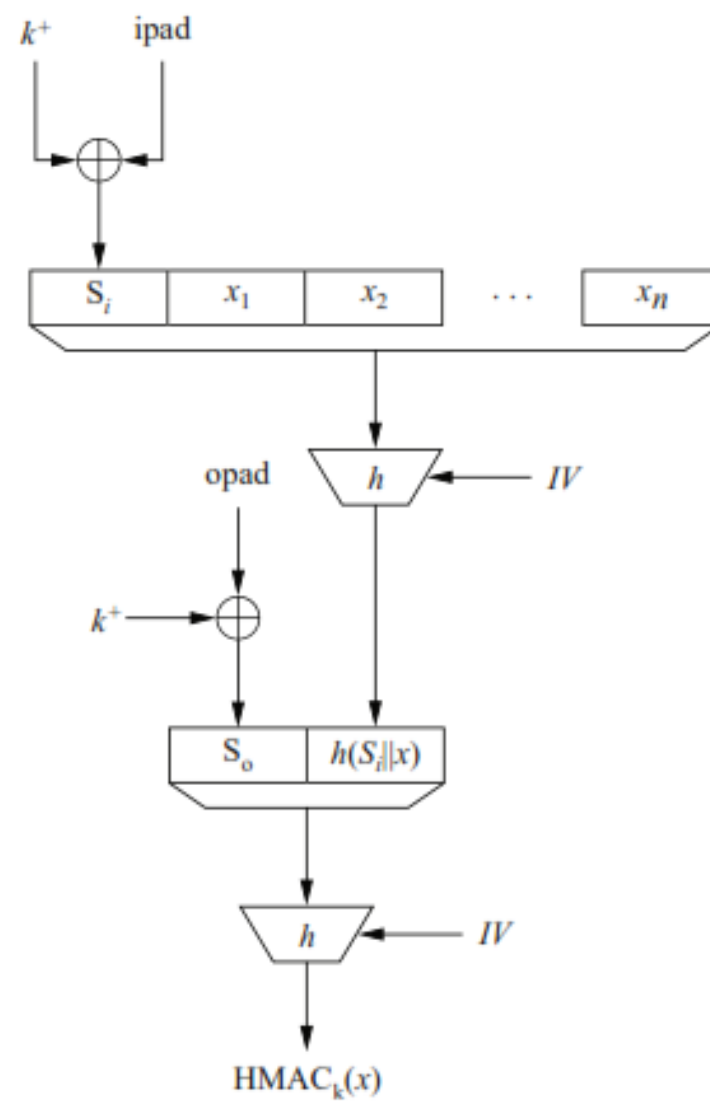 k⁺ ipad
Sᵢ x₁ x₂ . . . xₙ
h IV
opad
k⁺
Sₒ h(Sᵢ||x)
h IV
HMACₖ(x)